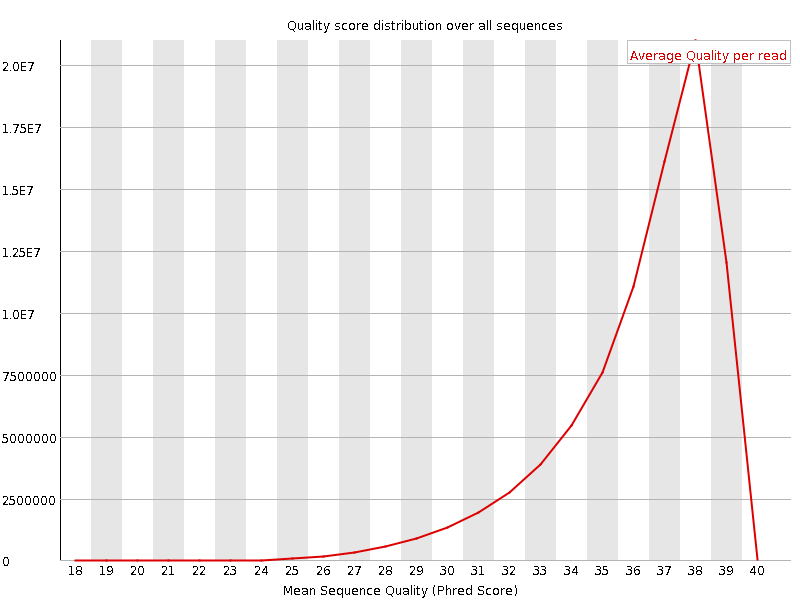 Quality score distribution over all sequences
Average Quality per read
2.0E7
1.75E7
1.5E7
1.25E7
1.0E7
7500000
5000000
2500000
0
18 19 20 21 22 23 24 25 26 27 28 29 30 31 32 33 34 35 36 37 38 39 40
Mean Sequence Quality (Phred Score)